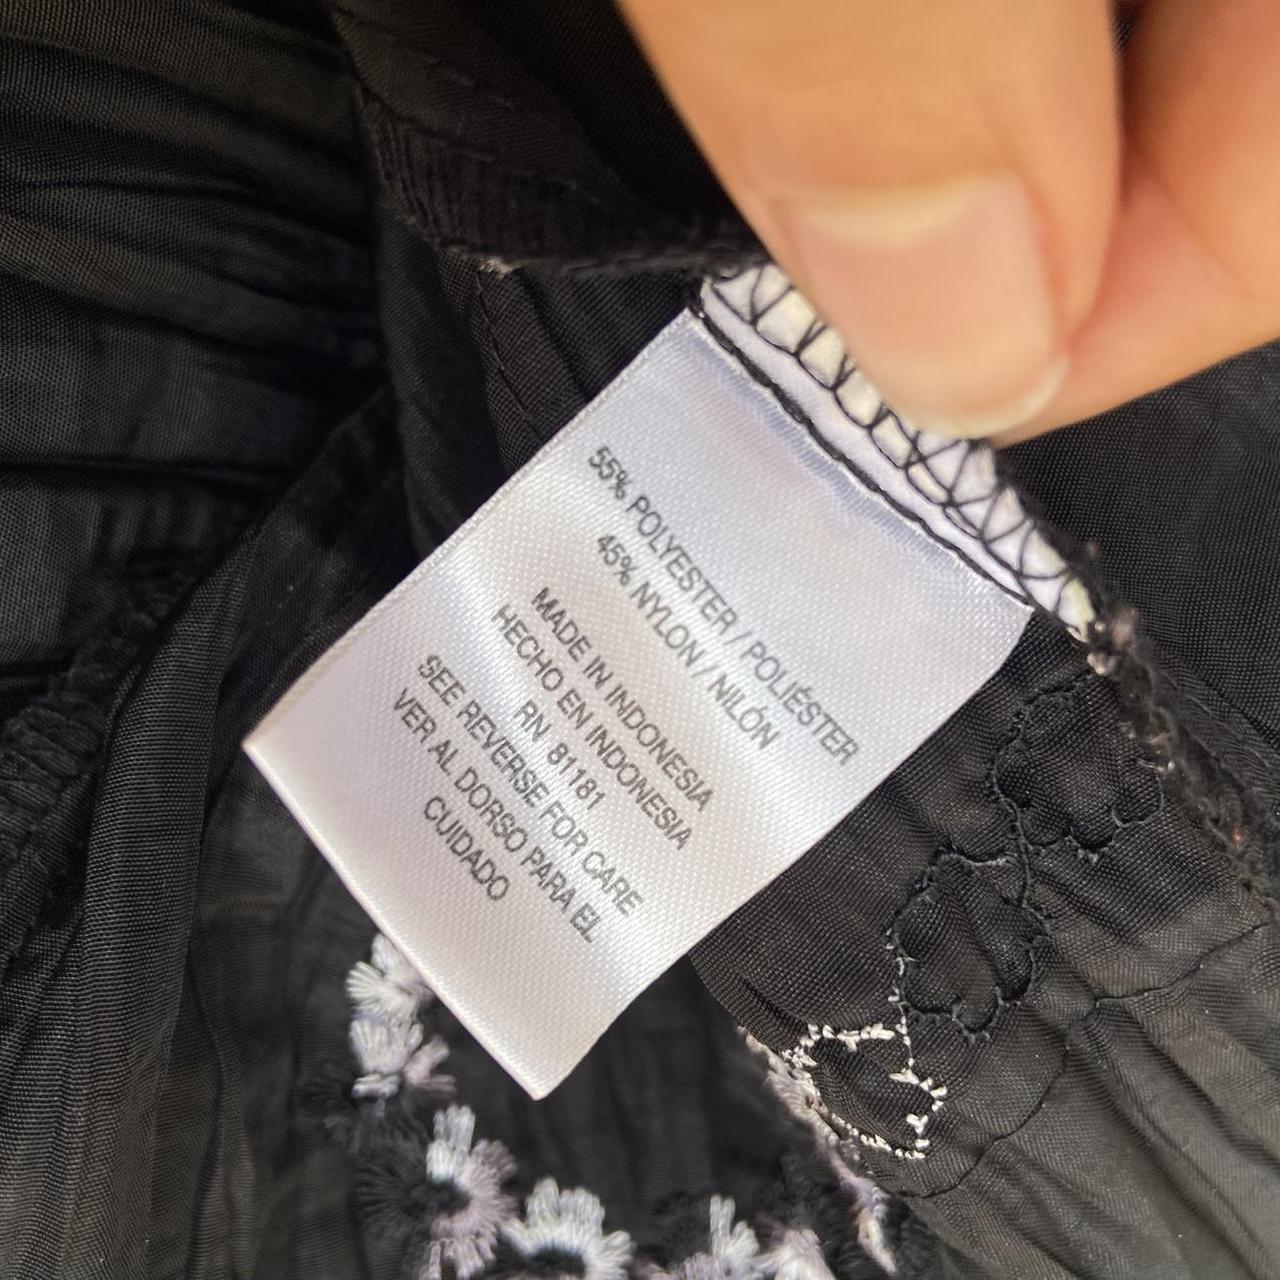 55% POLYESTER / POLIÉSTER
45% NYLON / NILÓN
MADE IN INDONESIA
HECHO EN INDONESIA
RN 81181
SEE REVERSE FOR CARE
VER AL DORSO PARA EL
CUIDADO